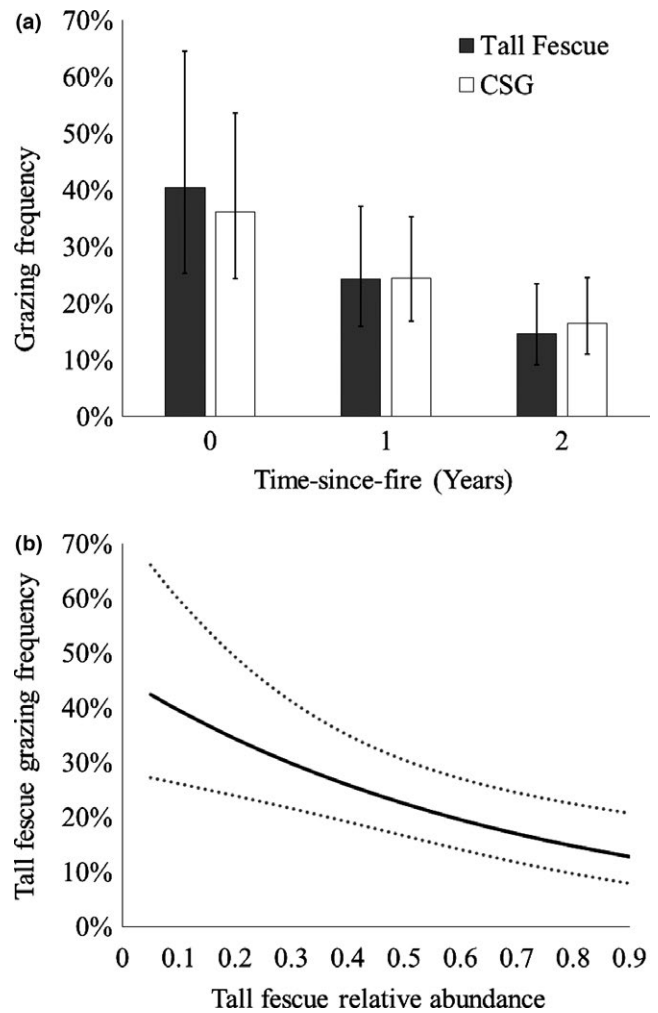 (a)
70%
60%
50%
40%
30%
20%
10%
0%
Grazing frequency
Tall Fescue
CSG
0 1 2
Time-since-fire (Years)
(b)
70%
60%
50%
40%
30%
20%
10%
0%
Tall fescue grazing frequency
0 0.1 0.2 0.3 0.4 0.5 0.6 0.7 0.8 0.9
Tall fescue relative abundance